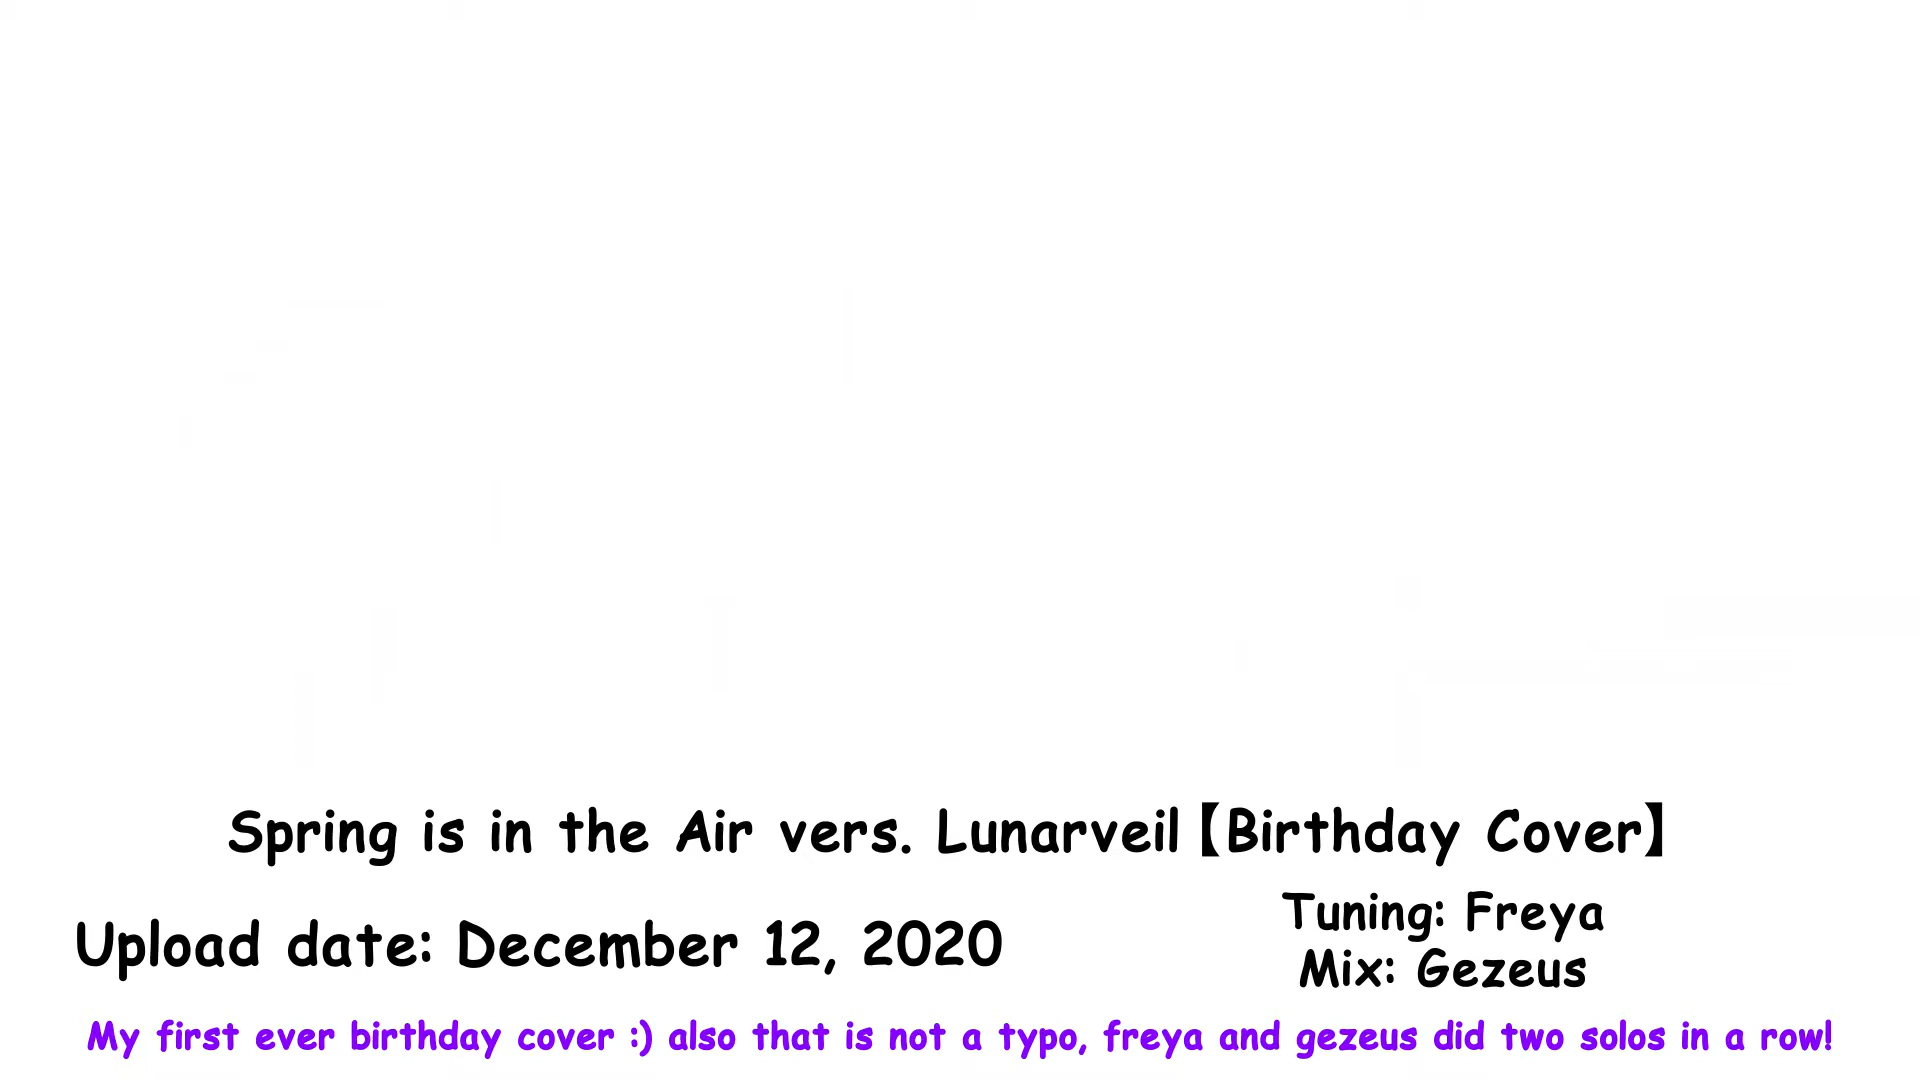 Spring is in the Air vers. Lunarveil【Birthday Cover】
Upload date: December 12, 2020
Tuning: Freya
Mix: Gezeus
My first ever birthday cover :) also that is not a typo, freya and gezeus did two solos in a row!